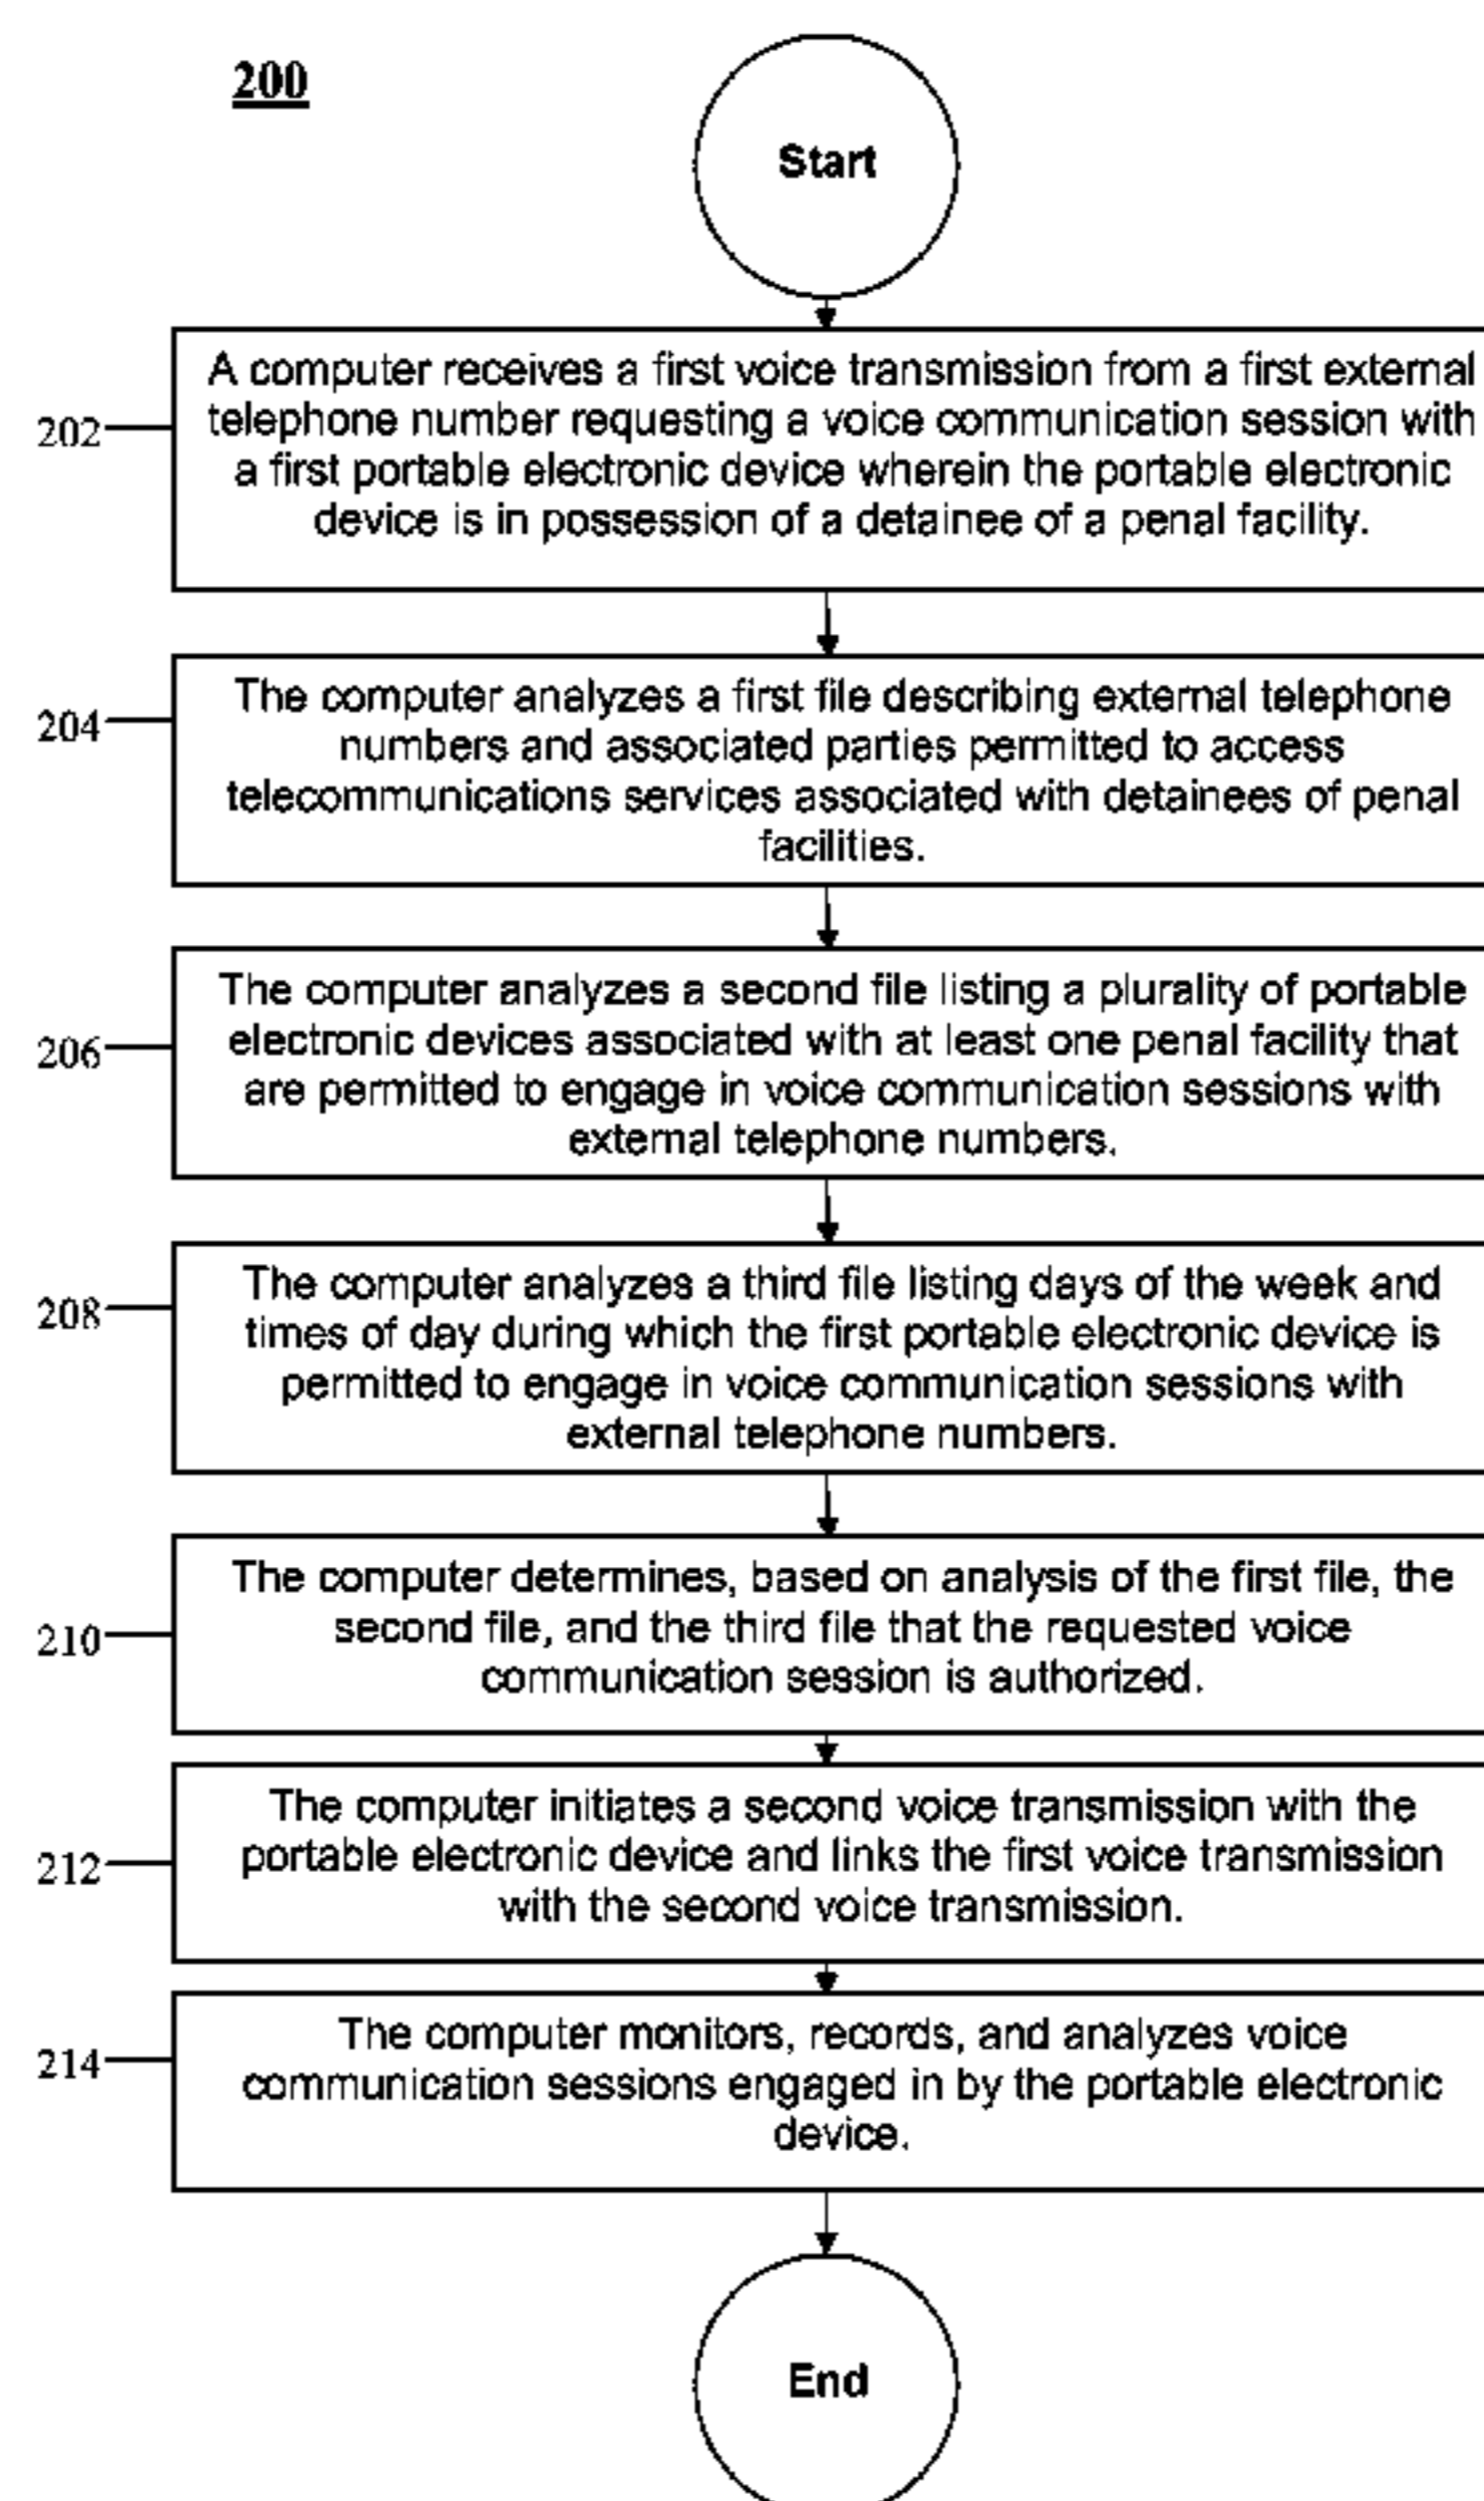 200
Start
202
A computer receives a first voice transmission from a first external
telephone number requesting a voice communication session with
a first portable electronic device wherein the portable electronic
device is in possession of a detainee of a penal facility.
204
The computer analyzes a first file describing external telephone
numbers and associated parties permitted to access
telecommunications services associated with detainees of penal
facilities.
206
The computer analyzes a second file listing a plurality of portable
electronic devices associated with at least one penal facility that
are permitted to engage in voice communication sessions with
external telephone numbers.
208
The computer analyzes a third file listing days of the week and
times of day during which the first portable electronic device is
permitted to engage in voice communication sessions with
external telephone numbers.
210
The computer determines, based on analysis of the first file, the
second file, and the third file that the requested voice
communication session is authorized.
212
The computer initiates a second voice transmission with the
portable electronic device and links the first voice transmission
with the second voice transmission.
214
The computer monitors, records, and analyzes voice
communication sessions engaged in by the portable electronic
device.
End